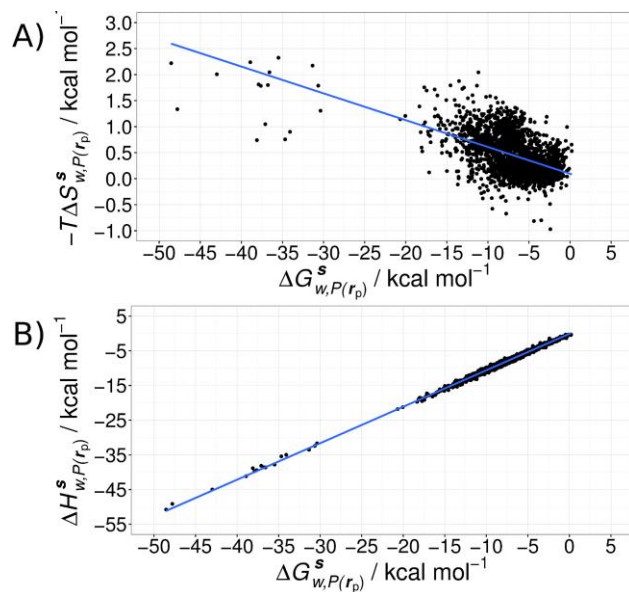 A)
−TΔS^s_{w,P(r_p)} / kcal mol^−
3.0
2.5
2.0
1.5
1.0
0.5
0.0
−0.5
−1.0
−50 −45 −40 −35 −30 −25 −20 −15 −10 −5 0 5
ΔG^s_{w,P(r_p)} / kcal mol^−1
B)
ΔH^s_{w,P(r_p)} / kcal mol^−1
5
−5
−15
−25
−35
−45
−55
−50 −45 −40 −35 −30 −25 −20 −15 −10 −5 0 5
ΔG^s_{w,P(r_p)} / kcal mol^−1